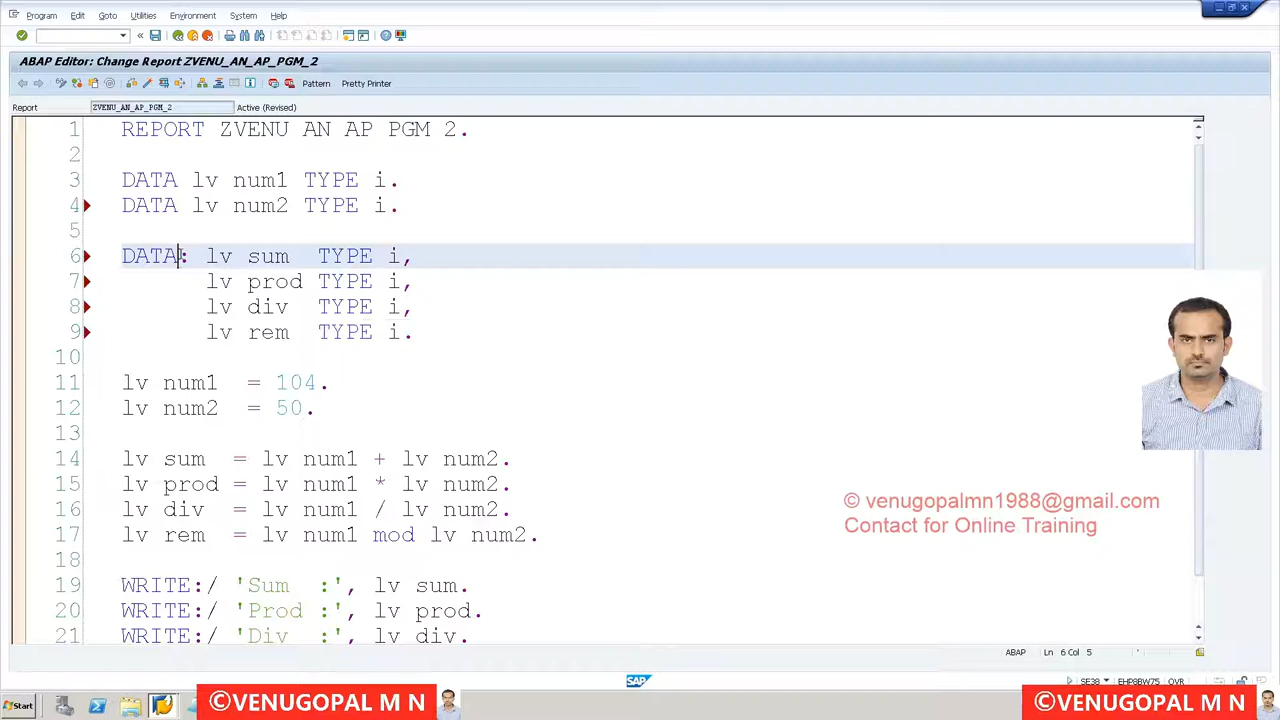 Program Edit Goto Utilities Environment System Help
ABAP Editor: Change Report ZVENU_AN_AP_PGM_2
Pattern Pretty Printer
Report ZVENU_AN_AP_PGM_2 Active (Revised)
1 REPORT ZVENU AN AP PGM 2.
2
3 DATA lv num1 TYPE i.
4 DATA lv num2 TYPE i.
5
6 DATA: lv sum TYPE i,
7 lv prod TYPE i,
8 lv div TYPE i,
9 lv rem TYPE i.
10
11 lv num1 = 104.
12 lv num2 = 50.
13
14 lv sum = lv num1 + lv num2.
15 lv prod = lv num1 * lv num2.
16 lv div = lv num1 / lv num2.
17 lv rem = lv num1 mod lv num2.
18
19 WRITE:/ 'Sum :', lv sum.
20 WRITE:/ 'Prod :', lv prod.
21 WRITE:/ 'Div :', lv div.
© venugopalmn1988@gmail.com
Contact for Online Training
ABAP Ln 6 Col 5
SAP
SE38 EHP8BW75 OVR
Start
©VENUGOPAL M N
©VENUGOPAL M N